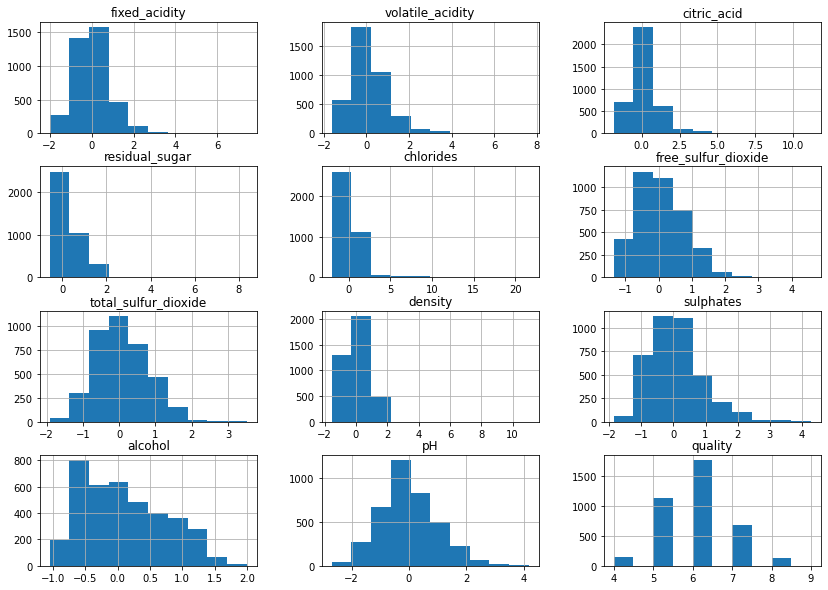 fixed_acidity
volatile_acidity
citric_acid
1500
1000
500
0
−2 0 2 4 6
1500
1000
500
0
−2 0 2 4 6 8
2000
1500
1000
500
0
0.0 2.5 5.0 7.5 10.0
residual_sugar
chlorides
free_sulfur_dioxide
2000
1000
0
0 2 4 6 8
2000
1000
0
0 5 10 15 20
1000
750
500
250
0
−1 0 1 2 3 4
total_sulfur_dioxide
density
sulphates
1000
750
500
250
0
−2 −1 0 1 2 3
2000
1500
1000
500
0
−2 0 2 4 6 8 10
1000
750
500
250
0
−2 −1 0 1 2 3 4
alcohol
pH
quality
800
600
400
200
0
−1.0 −0.5 0.0 0.5 1.0 1.5 2.0
1000
500
0
−2 0 2 4
1500
1000
500
0
4 5 6 7 8 9